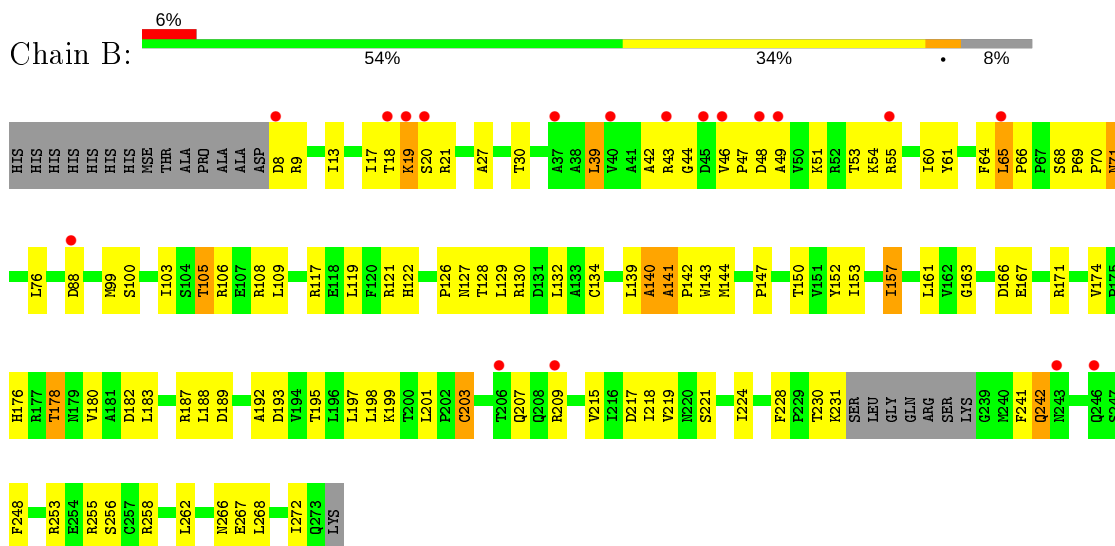 6%
Chain B:
54% 34% • 8%
HIS HIS HIS HIS HIS HIS HIS HIS MSE THR ALA PRO ALA ALA ASP D8 R9 I13 I17 T18 K19 S20 R21 A27 T30 A37 A38 L39 V40 A41 A42 R43 G44 D45 V46 P47 D48 A49 V50 K51 R52 T53 K54 R55 I60 Y61 F64 L65 P66 P67 S68 P69 P70 N71
L76 D88 M99 S100 I103 S104 T105 R106 E107 R108 L109 R117 E118 L119 F120 R121 H122 P126 N127 T128 L129 R130 D131 L132 A133 C134 L139 A140 A141 P142 W143 M144 P147 T150 V151 Y152 I153 I157 L161 V162 G163 D166 E167 R171 V174 P175
H176 R177 T178 N179 V180 A181 D182 L183 R187 L188 D189 A192 D193 V194 T195 L196 L197 L198 K199 T200 L201 P202 C203 T206 Q207 Q208 R209 V215 I216 D217 I218 V219 N220 S221 I224 F228 P229 T230 K231 SER LEU GLY GLN ARG SER LYS G239 M240 F241 Q242 N243 Q246 S247
F248 R253 E254 R255 S256 C257 R258 L262 N266 E267 L268 I272 Q273 LYS